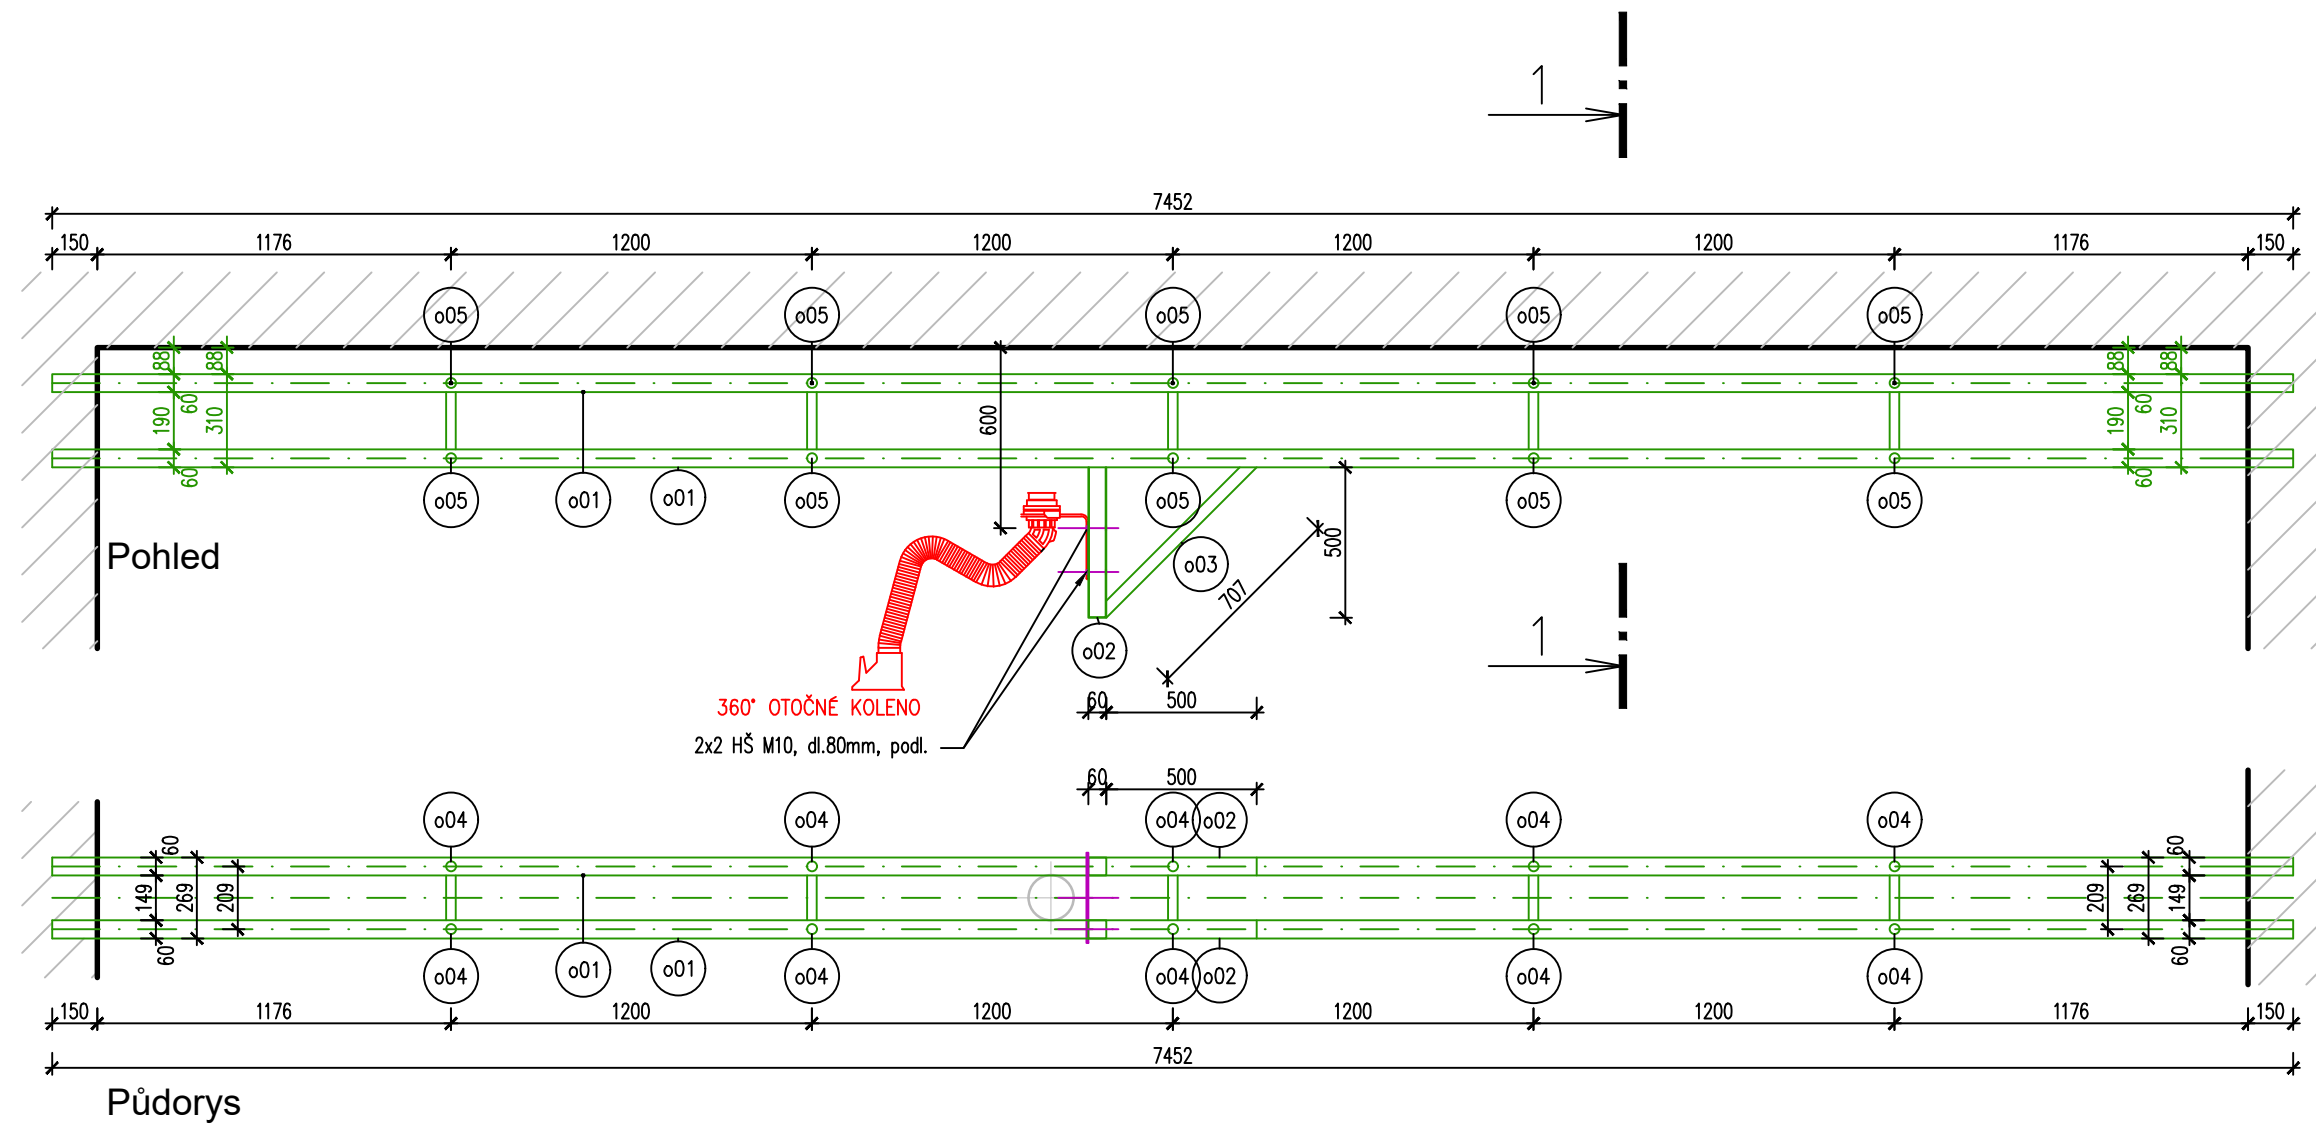 1
7452
150 1176 1200 1200 1200 1200 1176 150
o05 o05 o05 o05 o05
88 88 88 88
60 60
190 310 600 190 310
60 60
o05 o01 o01 o05 o05 o05 o05
500
Pohled
o03
707
1
o02
60 500
360° OTOČNÉ KOLENO
2x2 HŠ M10, dl.80mm, podl.
60 500
o04 o04 o04 o02 o04 o04
60 60
149 269 209 209 269 149
60 60
o04 o01 o01 o04 o04 o02 o04 o04
150 1176 1200 1200 1200 1200 1176 150
7452
Půdorys